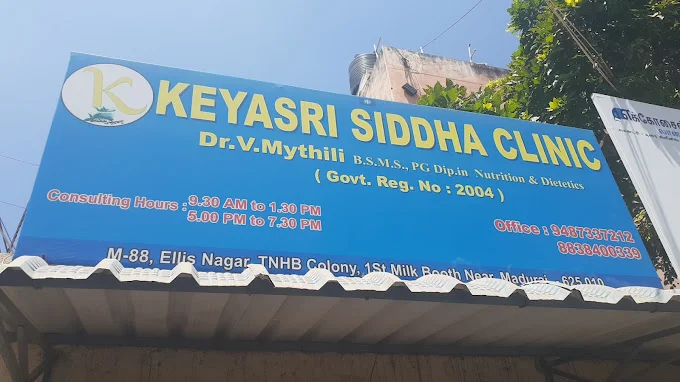 K
KEYASRI SIDDHA CLINIC
Dr.V.Mythili B.S.M.S., PG Dip.in Nutrition & Dietetics
( Govt. Reg. No : 2004 )
Consulting Hours : 9.30 AM to 1.30 PM
5.00 PM to 7.30 PM
Office : 9487337212
8838400339
M-88, Ellis Nagar, TNHB Colony, 1St Milk Booth Near, Madurai - 625 010